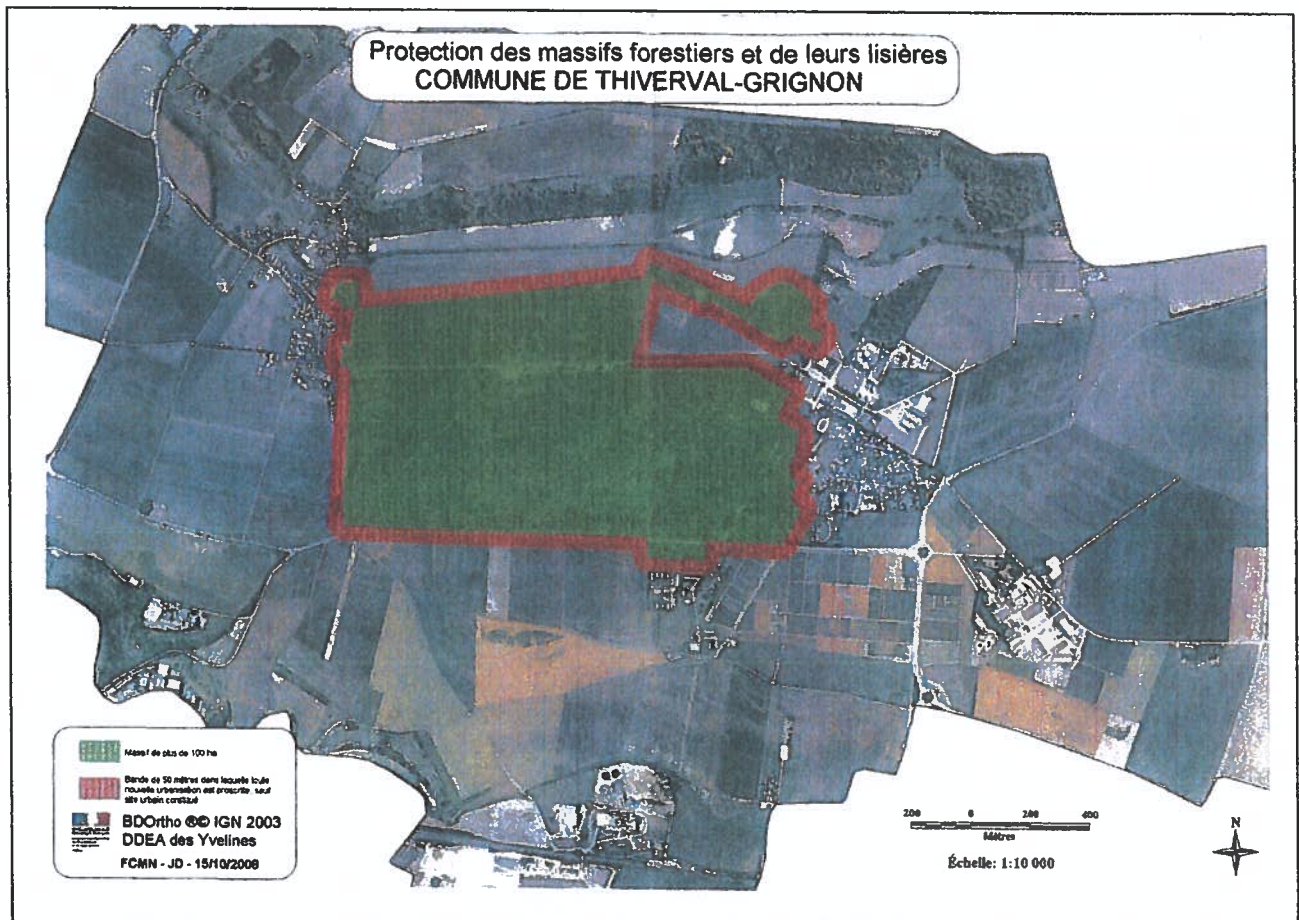 Protection des massifs forestiers et de leurs lisières
COMMUNE DE THIVERVAL-GRIGNON
Massif de plus de 100 ha
Bande de 50 mètres dans laquelle toute
nouvelle urbanisation est proscrite, sauf
site urbain constitué
BDOrtho ®© IGN 2003
DDEA des Yvelines
FCMN - JD - 15/10/2008
200 0 200 400
Mètres
Échelle: 1:10 000
N